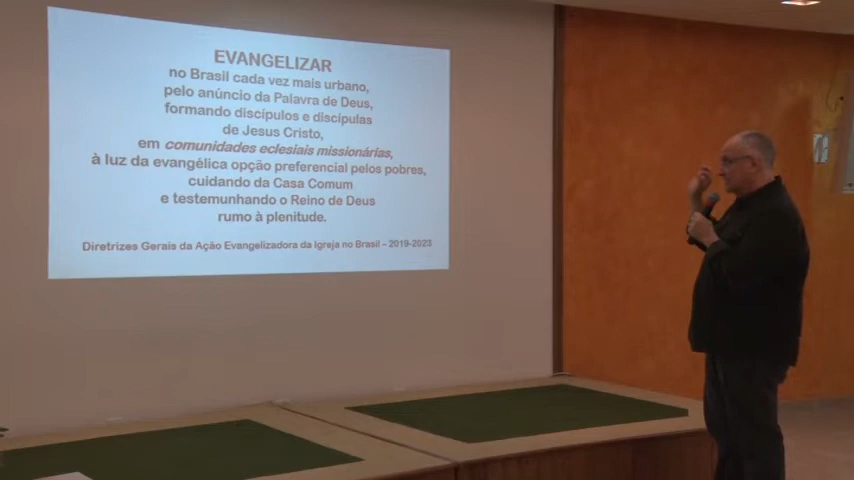 EVANGELIZAR
no Brasil cada vez mais urbano,
pelo anúncio da Palavra de Deus,
formando discípulos e discípulas
de Jesus Cristo,
em comunidades eclesiais missionárias,
à luz da evangélica opção preferencial pelos pobres,
cuidando da Casa Comum
e testemunhando o Reino de Deus
rumo à plenitude.
Diretrizes Gerais da Ação Evangelizadora da Igreja no Brasil – 2019-2023